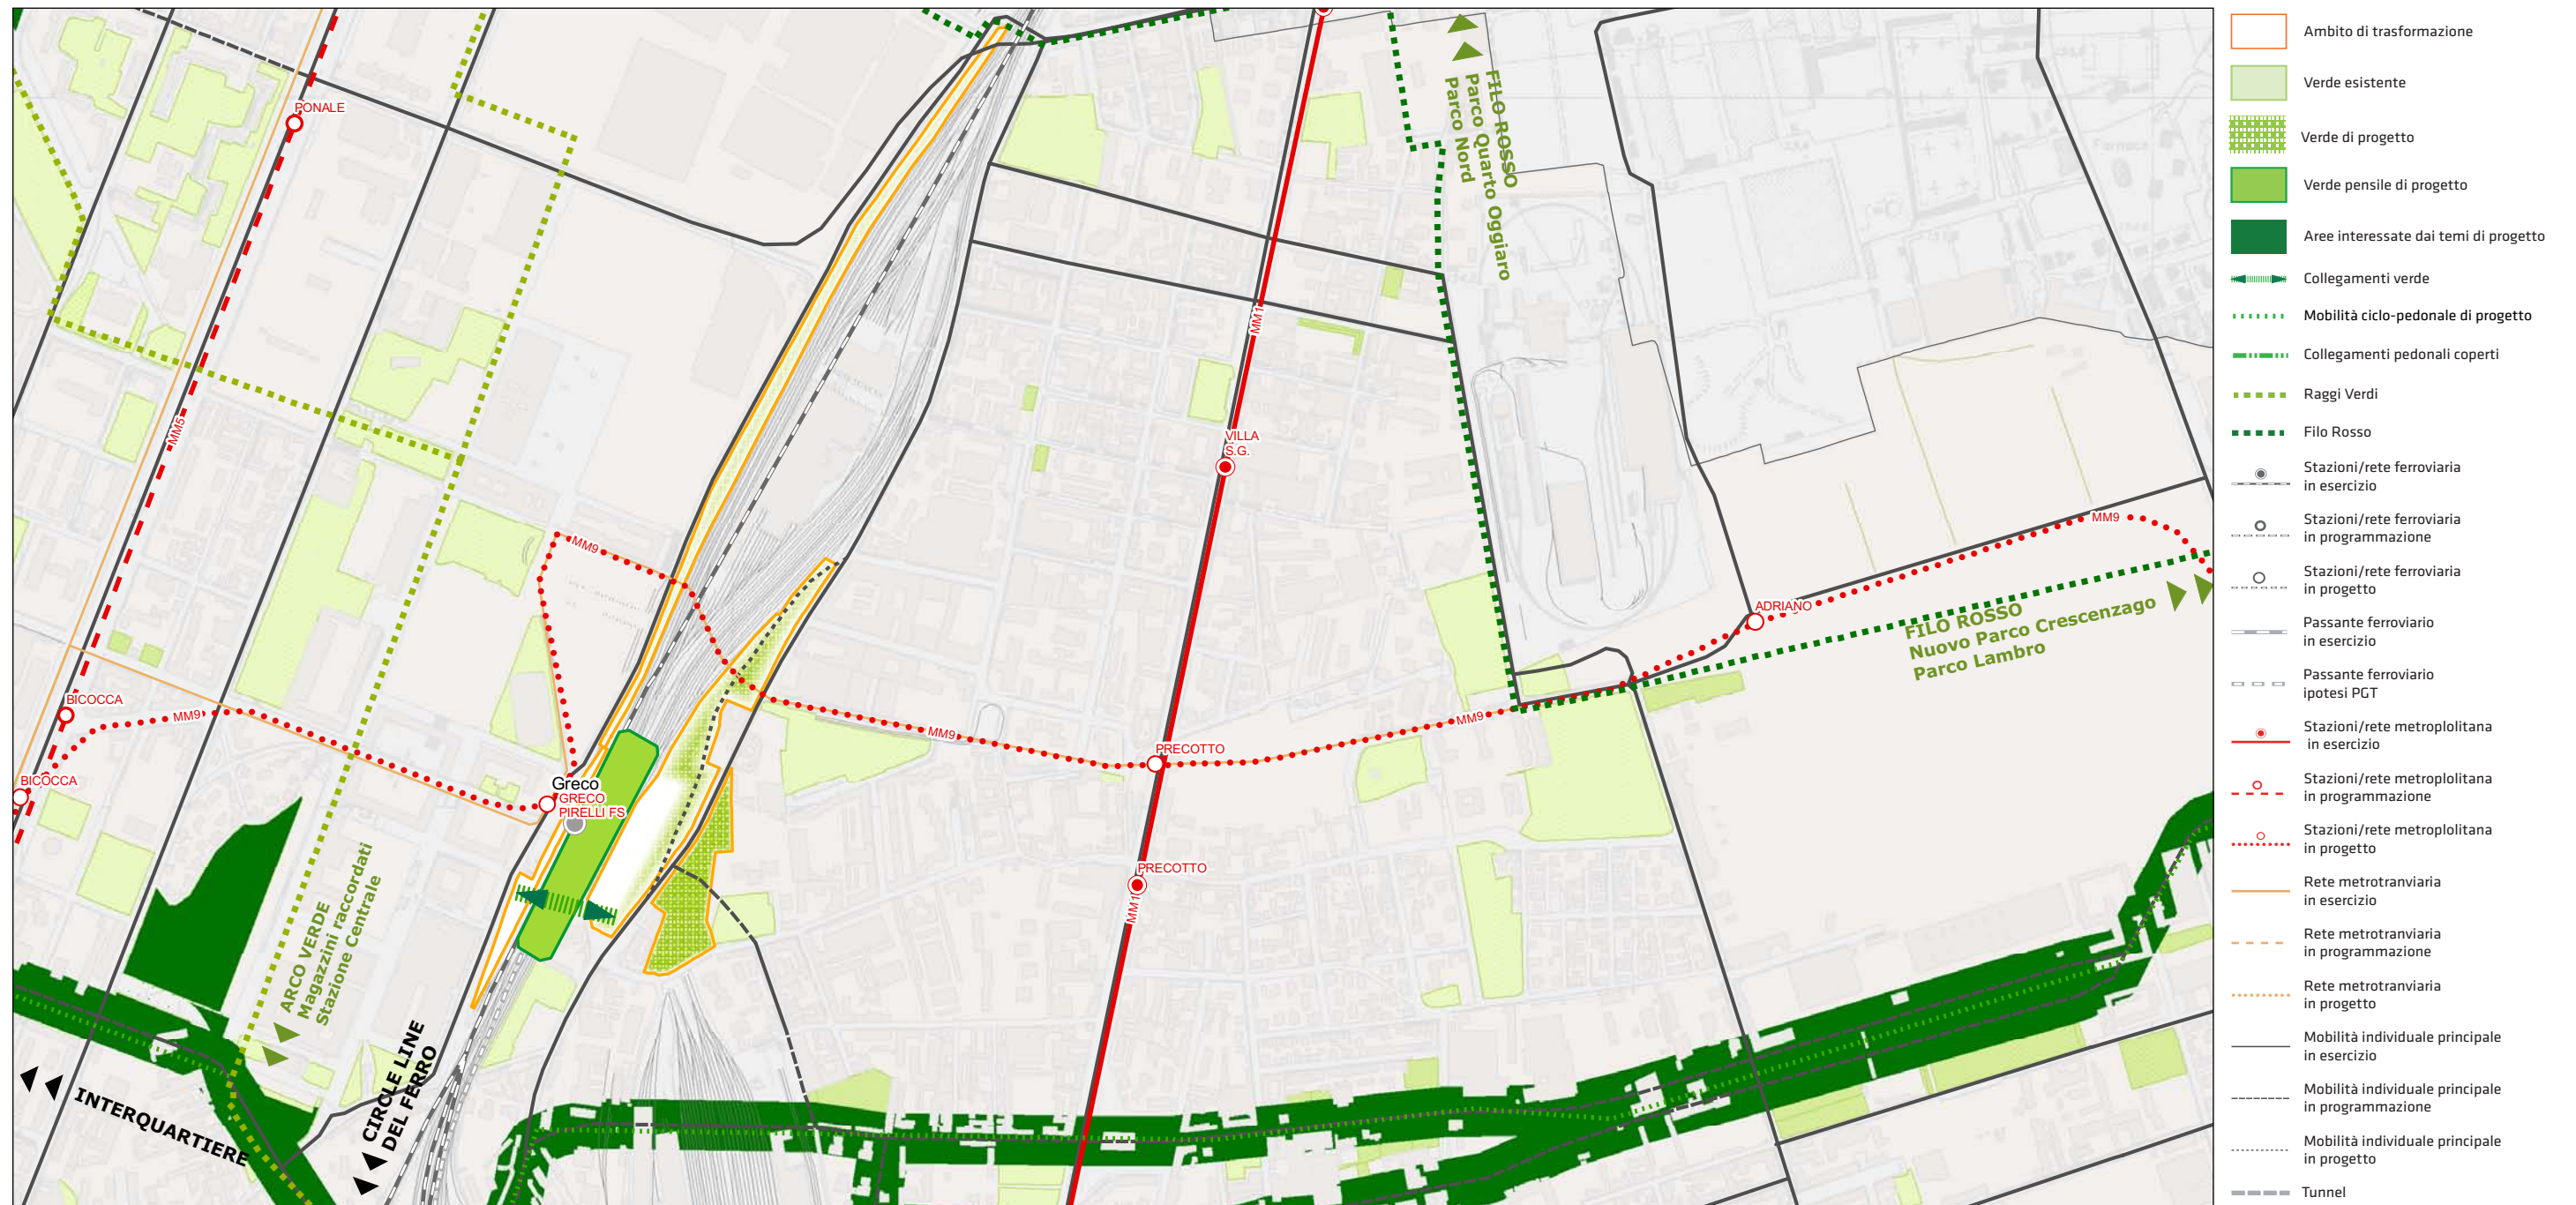 PONALE
MM5
BICOCCA
BICOCCA
MM9
MM9
MM9
MM9
MM9
Greco
GRECO
PIRELLI FS
VILLA
S.G.
MM1
MM1
PRECOTTO
PRECOTTO
ADRIANO
FILO ROSSO
Parco Quarto Oggiaro
Parco Nord
FILO ROSSO
Nuovo Parco Crescenzago
Parco Lambro
ARCO VERDE
Magazzini raccordati
Stazione Centrale
CIRCLE LINE
DEL FERRO
INTERQUARTIERE
Ambito di trasformazione
Verde esistente
Verde di progetto
Verde pensile di progetto
Aree interessate dai temi di progetto
Collegamenti verde
Mobilità ciclo-pedonale di progetto
Collegamenti pedonali coperti
Raggi Verdi
Filo Rosso
Stazioni/rete ferroviaria
in esercizio
Stazioni/rete ferroviaria
in programmazione
Stazioni/rete ferroviaria
in progetto
Passante ferroviario
in esercizio
Passante ferroviario
ipotesi PGT
Stazioni/rete metroplolitana
in esercizio
Stazioni/rete metroplolitana
in programmazione
Stazioni/rete metroplolitana
in progetto
Rete metrotranviaria
in esercizio
Rete metrotranviaria
in programmazione
Rete metrotranviaria
in progetto
Mobilità individuale principale
in esercizio
Mobilità individuale principale
in programmazione
Mobilità individuale principale
in progetto
Tunnel